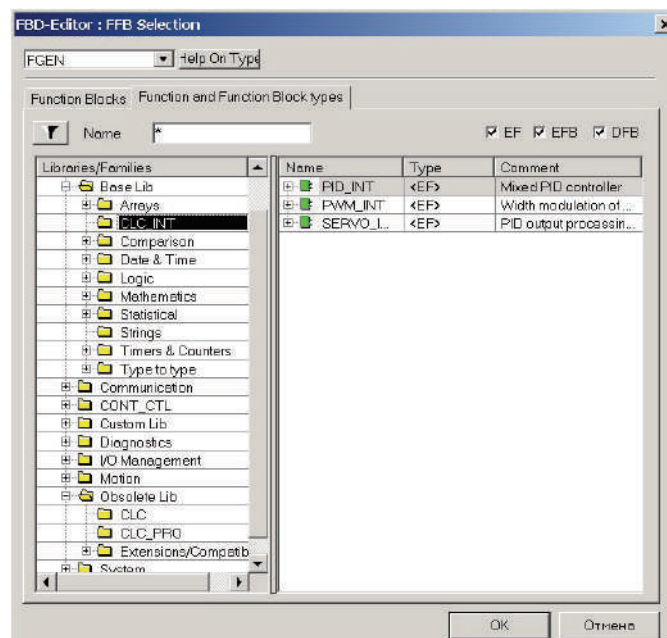 FBD-Editor : FFB Selection
FGEN
Help On Type
Function Blocks
Function and Function Block types
Name
*
EF
EFB
DFB
Libraries/Families
Base Lib
Arrays
CLC_INT
Comparison
Date & Time
Logic
Mathematics
Statistical
Strings
Timers & Counters
Type to type
Communication
CONT_CTL
Custom Lib
Diagnostics
I/O Management
Motion
Obsolete Lib
CLC
CLC_PRO
Extensions/Compatib
System
Name Type Comment
PID_INT <EF> Mixed PID controller
PWM_INT <EF> Width modulation of ...
SERVO_I... <EF> PID output processin...
OK
Отмена